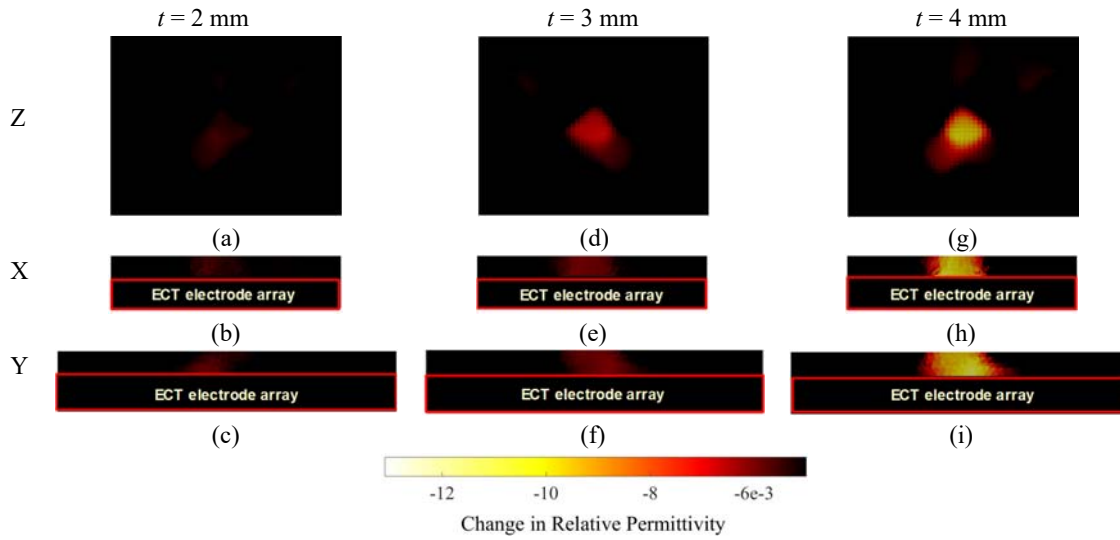 t = 2 mm t = 3 mm t = 4 mm
Z
(a) (d) (g)
X
ECT electrode array ECT electrode array ECT electrode array
(b) (e) (h)
Y
ECT electrode array ECT electrode array ECT electrode array
(c) (f) (i)
-12 -10 -8 -6e-3
Change in Relative Permittivity